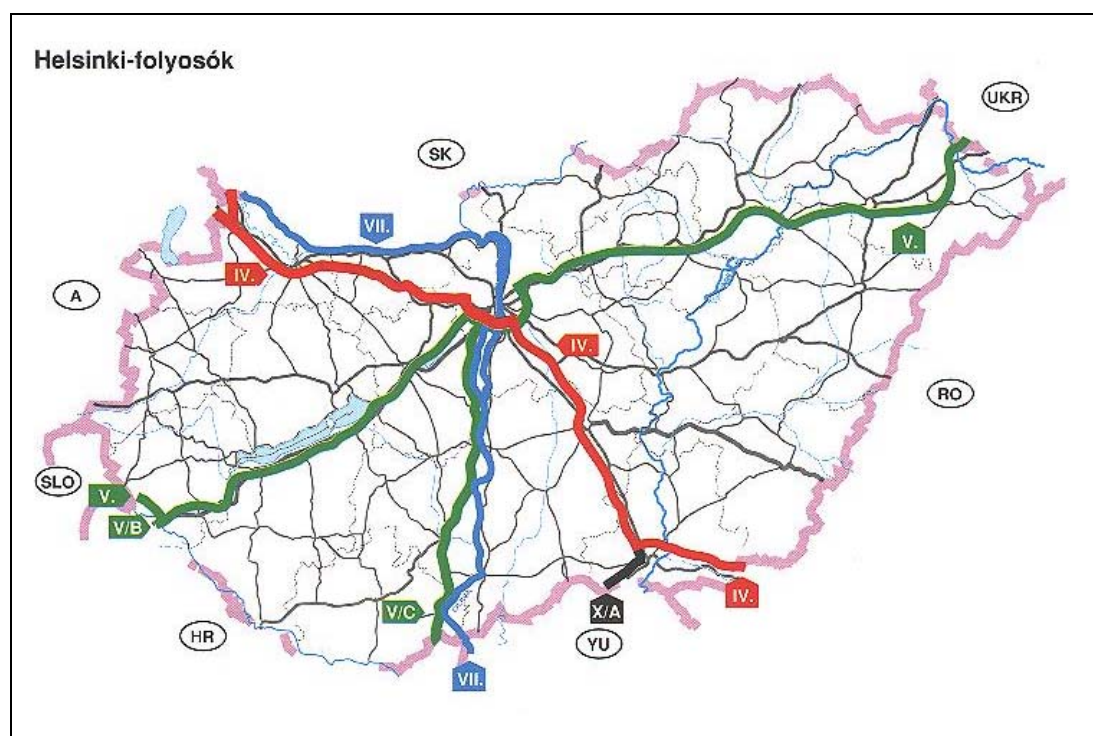 Helsinki-folyosók
UKR
SK
VII.
V.
IV.
A
IV.
RO
SLO
V.
V/B
V/C
X/A
IV.
HR
YU
VII.